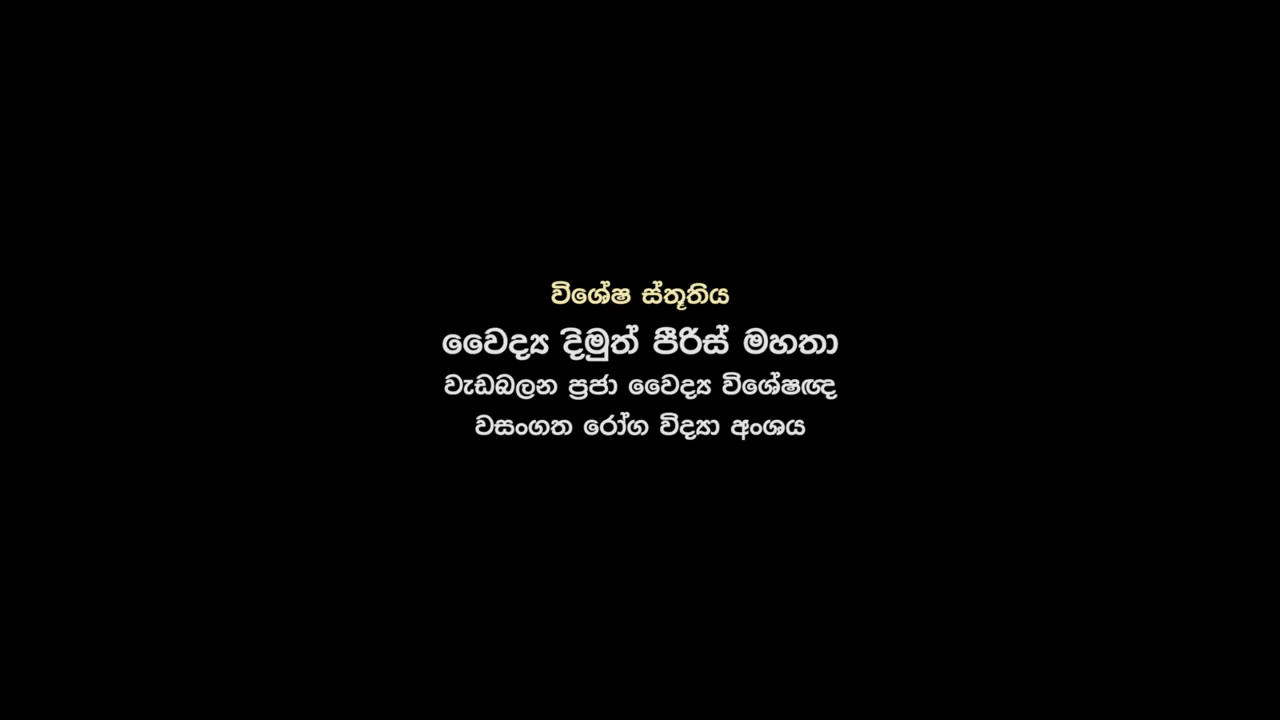 විශේෂ ස්තූතිය
වෛද්‍ය දිමුත් පීරිස් මහතා
වැඩබලන ප්‍රජා වෛද්‍ය විශේෂඥ
වසංගත රෝග විද්‍යා අංශය